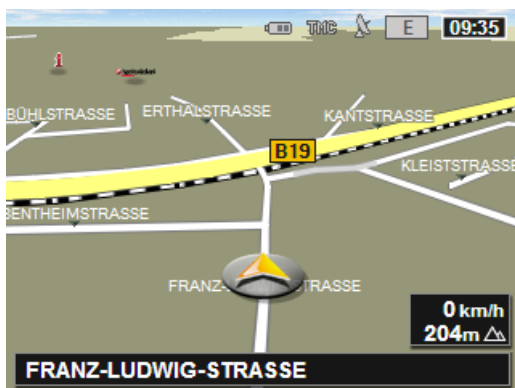 TMC E 09:35
i
BÜHLSTRASSE ERTHALSTRASSE KANTSTRASSE
B19
KLEISTSTRASSE
BENTHEIMSTRASSE
FRANZ- TRASSE
0 km/h
204m
FRANZ-LUDWIG-STRASSE